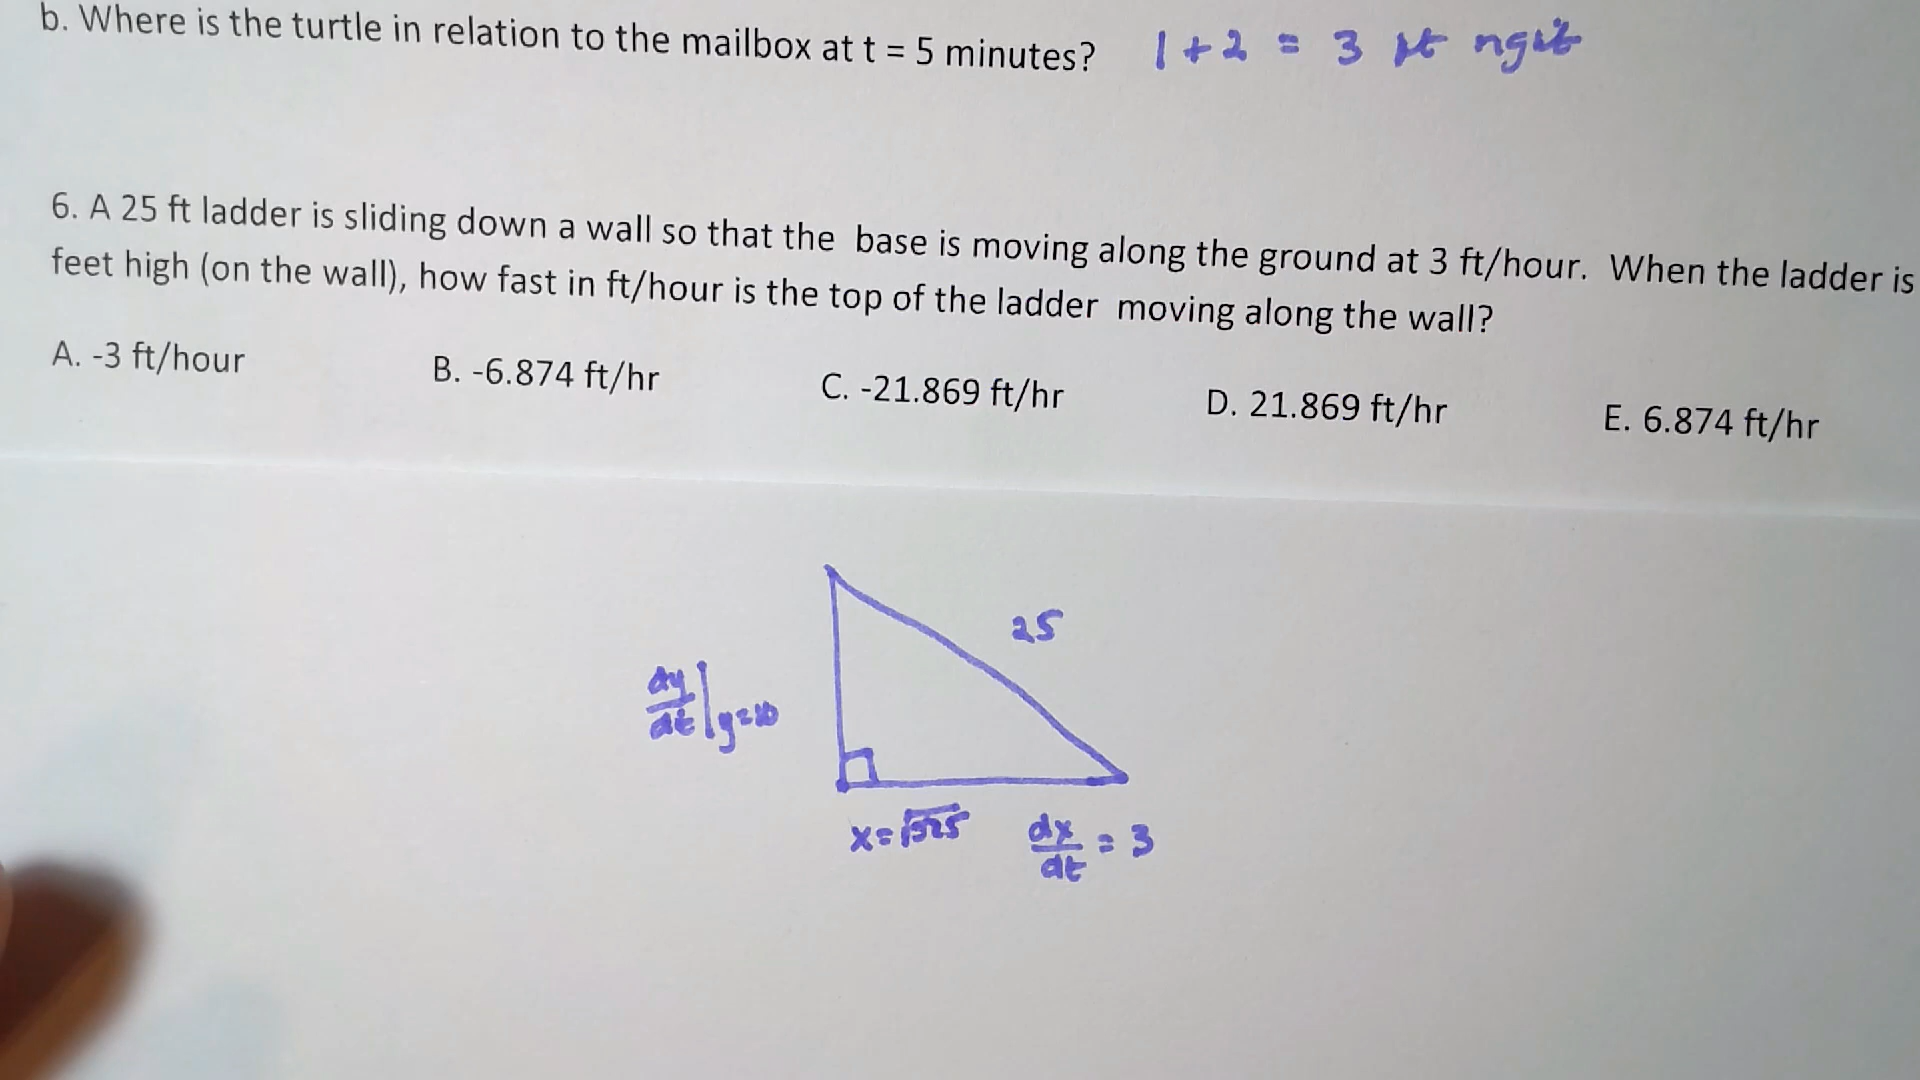 b. Where is the turtle in relation to the mailbox at t = 5 minutes? 1 + 2 = 3 ft right
6. A 25 ft ladder is sliding down a wall so that the base is moving along the ground at 3 ft/hour. When the ladder is
feet high (on the wall), how fast in ft/hour is the top of the ladder moving along the wall?
A. -3 ft/hour B. -6.874 ft/hr C. -21.869 ft/hr D. 21.869 ft/hr E. 6.874 ft/hr
25
dy/dt | y=10
x = √525 dx/dt = 3